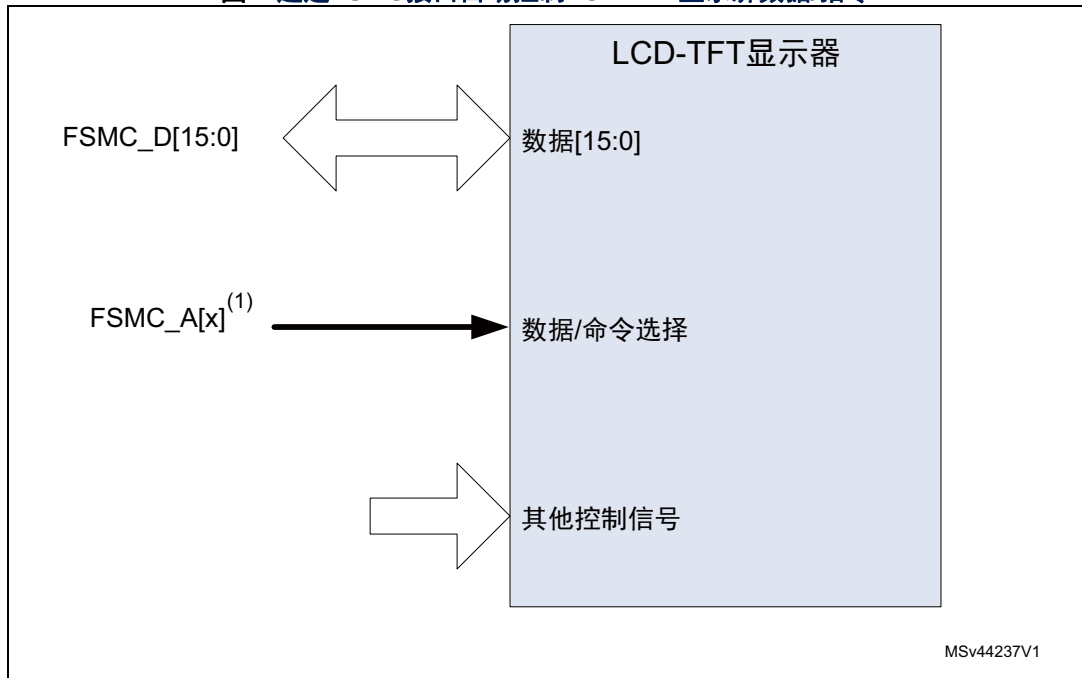 LCD-TFT显示器
FSMC_D[15:0]
数据[15:0]
FSMC_A[x](1)
数据/命令选择
其他控制信号
MSv44237V1